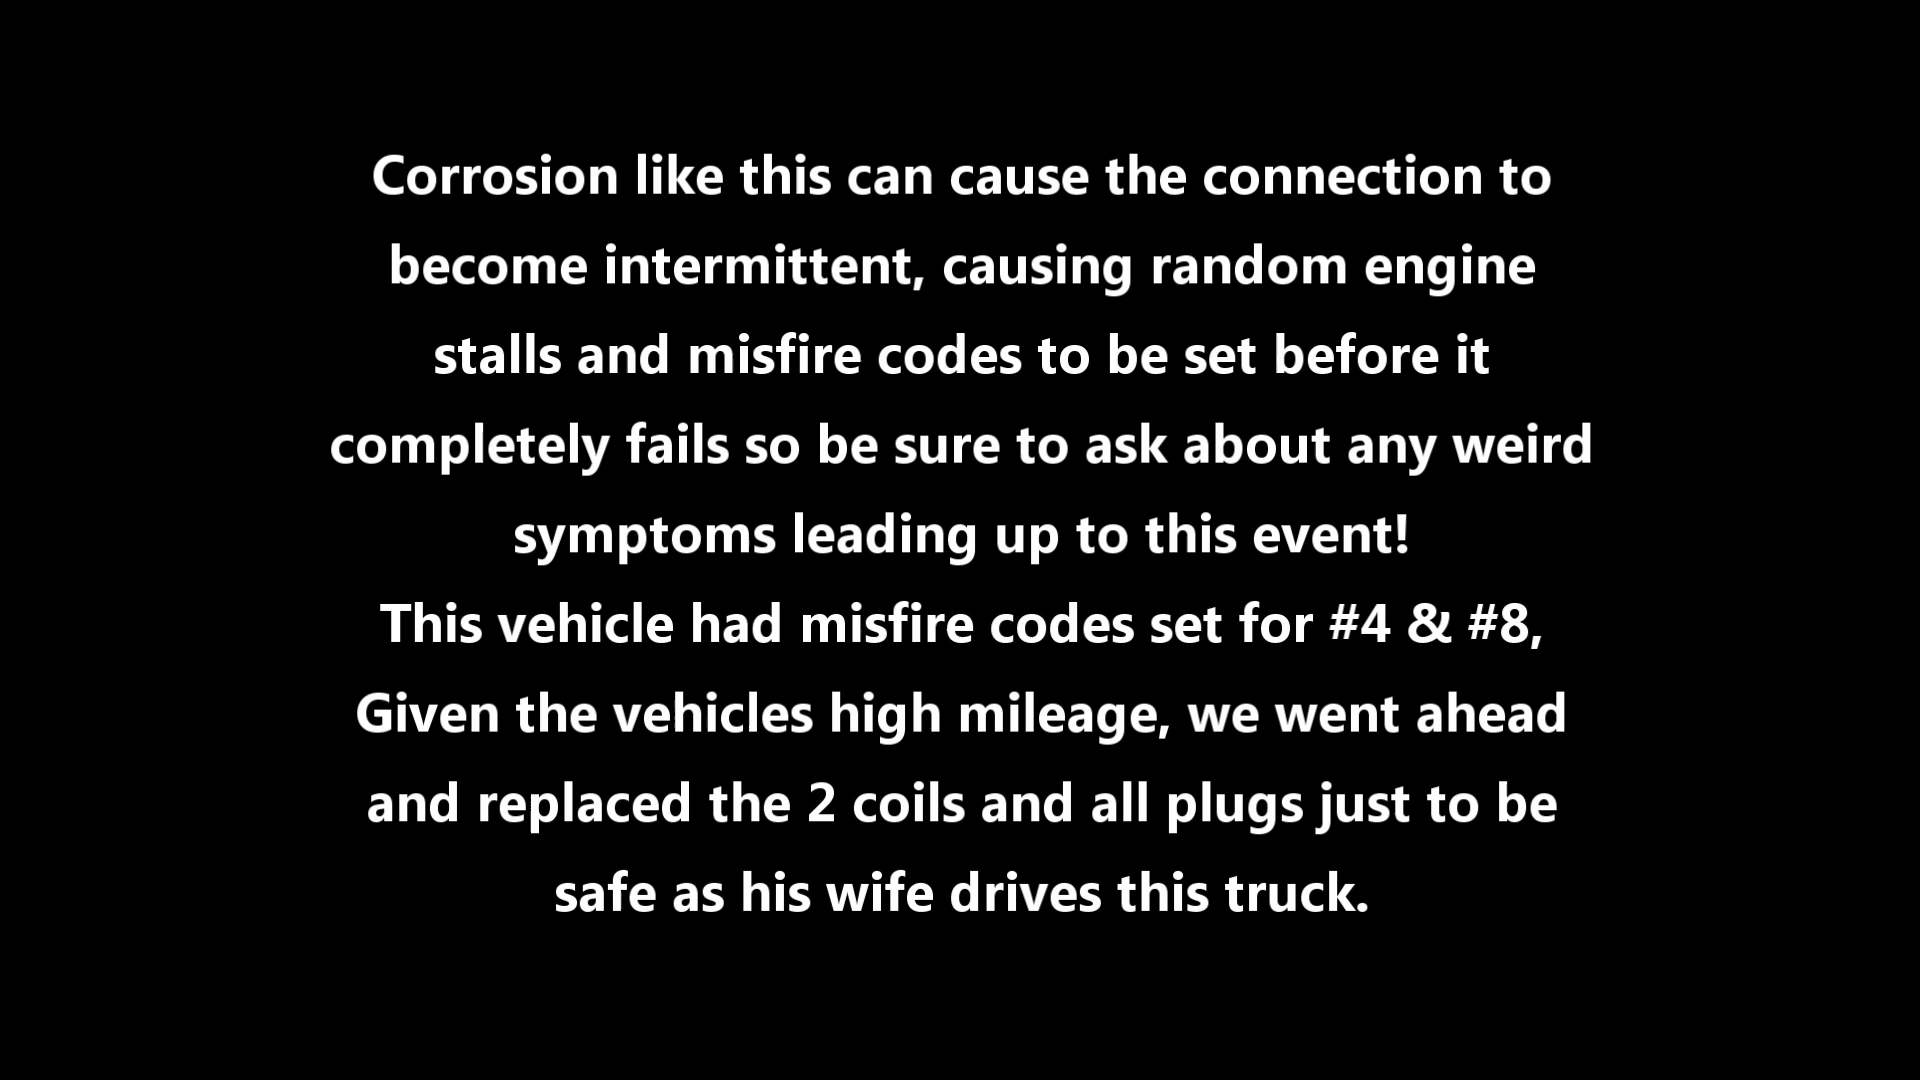 Corrosion like this can cause the connection to
become intermittent, causing random engine
stalls and misfire codes to be set before it
completely fails so be sure to ask about any weird
symptoms leading up to this event!
This vehicle had misfire codes set for #4 & #8,
Given the vehicles high mileage, we went ahead
and replaced the 2 coils and all plugs just to be
safe as his wife drives this truck.